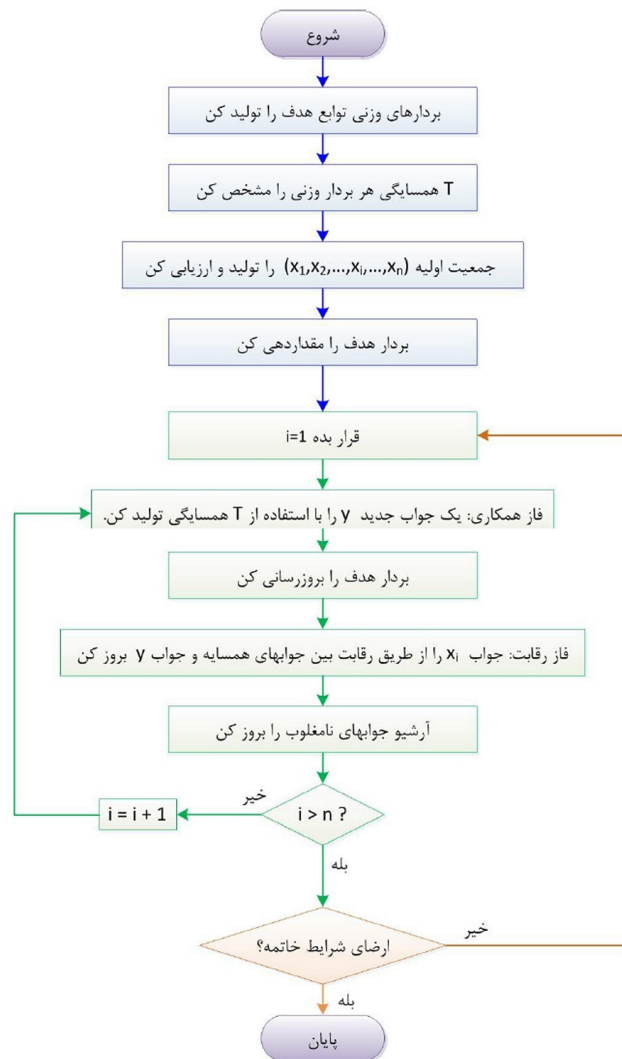 شروع
بردارهای وزنی توابع هدف را تولید کن
T همسایگی هر بردار وزنی را مشخص کن
جمعیت اولیه (x₁,x₂,...,xᵢ,...,xₙ) را تولید و ارزیابی کن
بردار هدف را مقداردهی کن
قرار بده i=1
فاز همکاری: یک جواب جدید y را با استفاده از T همسایگی تولید کن.
بردار هدف را بروزرسانی کن
فاز رقابت: جواب xᵢ را از طریق رقابت بین جوابهای همسایه و جواب y بروز کن
آرشیو جوابهای نامغلوب را بروز کن
i > n ?
خیر
i = i + 1
بله
ارضای شرایط خاتمه؟
خیر
بله
پایان